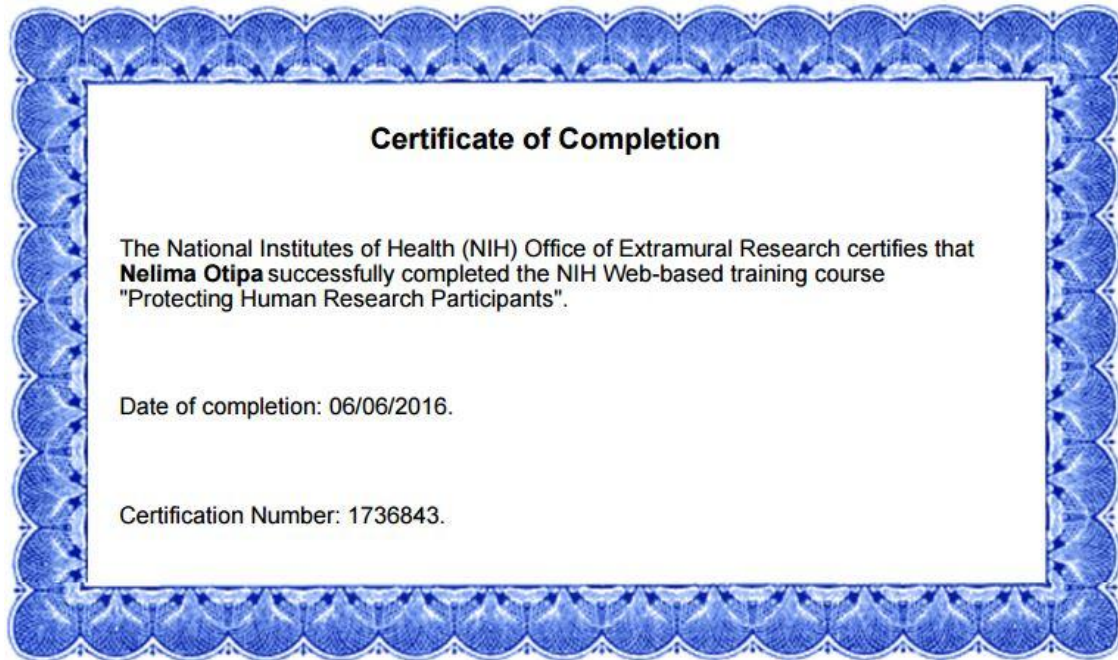 Certificate of Completion
The National Institutes of Health (NIH) Office of Extramural Research certifies that
Nelima Otipa successfully completed the NIH Web-based training course
"Protecting Human Research Participants".
Date of completion: 06/06/2016.
Certification Number: 1736843.